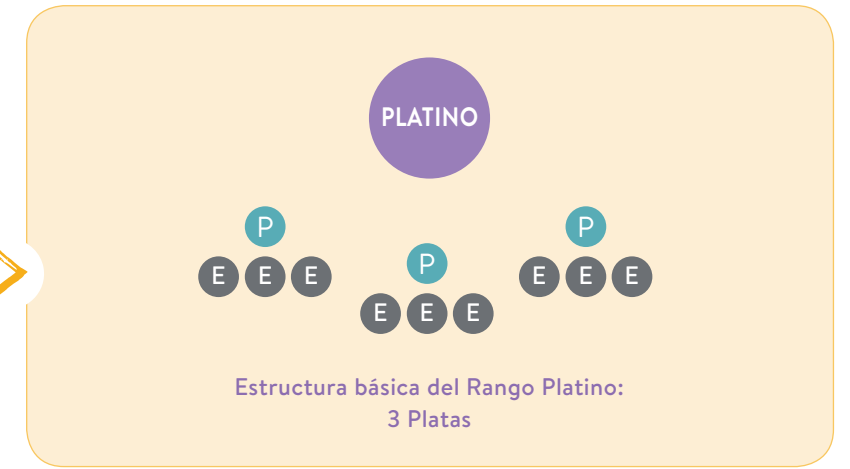 PLATINO
P
P
E E E
P
E E E
E E E
Estructura básica del Rango Platino:
3 Platas